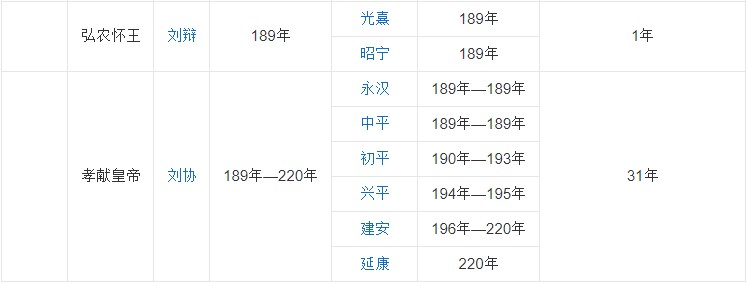 弘农怀王 刘辩 189年 光熹 189年 1年
昭宁 189年
孝献皇帝 刘协 189年—220年 永汉 189年—189年 31年
中平 189年—189年
初平 190年—193年
兴平 194年—195年
建安 196年—220年
延康 220年